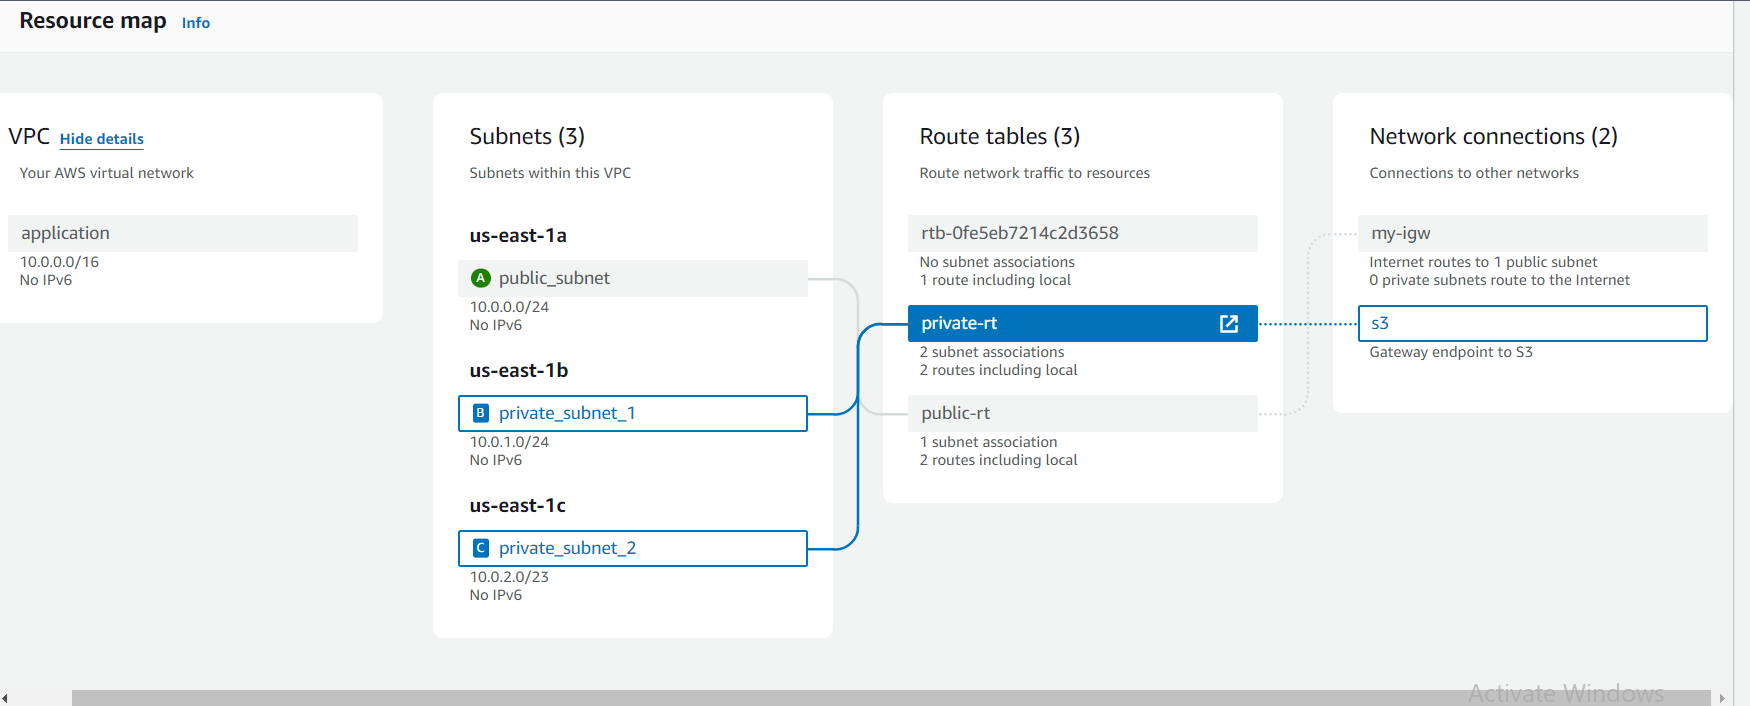 Resource map Info
VPC Hide details
Your AWS virtual network
application
10.0.0.0/16
No IPv6
Subnets (3)
Subnets within this VPC
us-east-1a
A public_subnet
10.0.0.0/24
No IPv6
us-east-1b
B private_subnet_1
10.0.1.0/24
No IPv6
us-east-1c
C private_subnet_2
10.0.2.0/23
No IPv6
Route tables (3)
Route network traffic to resources
rtb-0fe5eb7214c2d3658
No subnet associations
1 route including local
private-rt
2 subnet associations
2 routes including local
public-rt
1 subnet association
2 routes including local
Network connections (2)
Connections to other networks
my-igw
Internet routes to 1 public subnet
0 private subnets route to the Internet
s3
Gateway endpoint to S3
Activate Windows